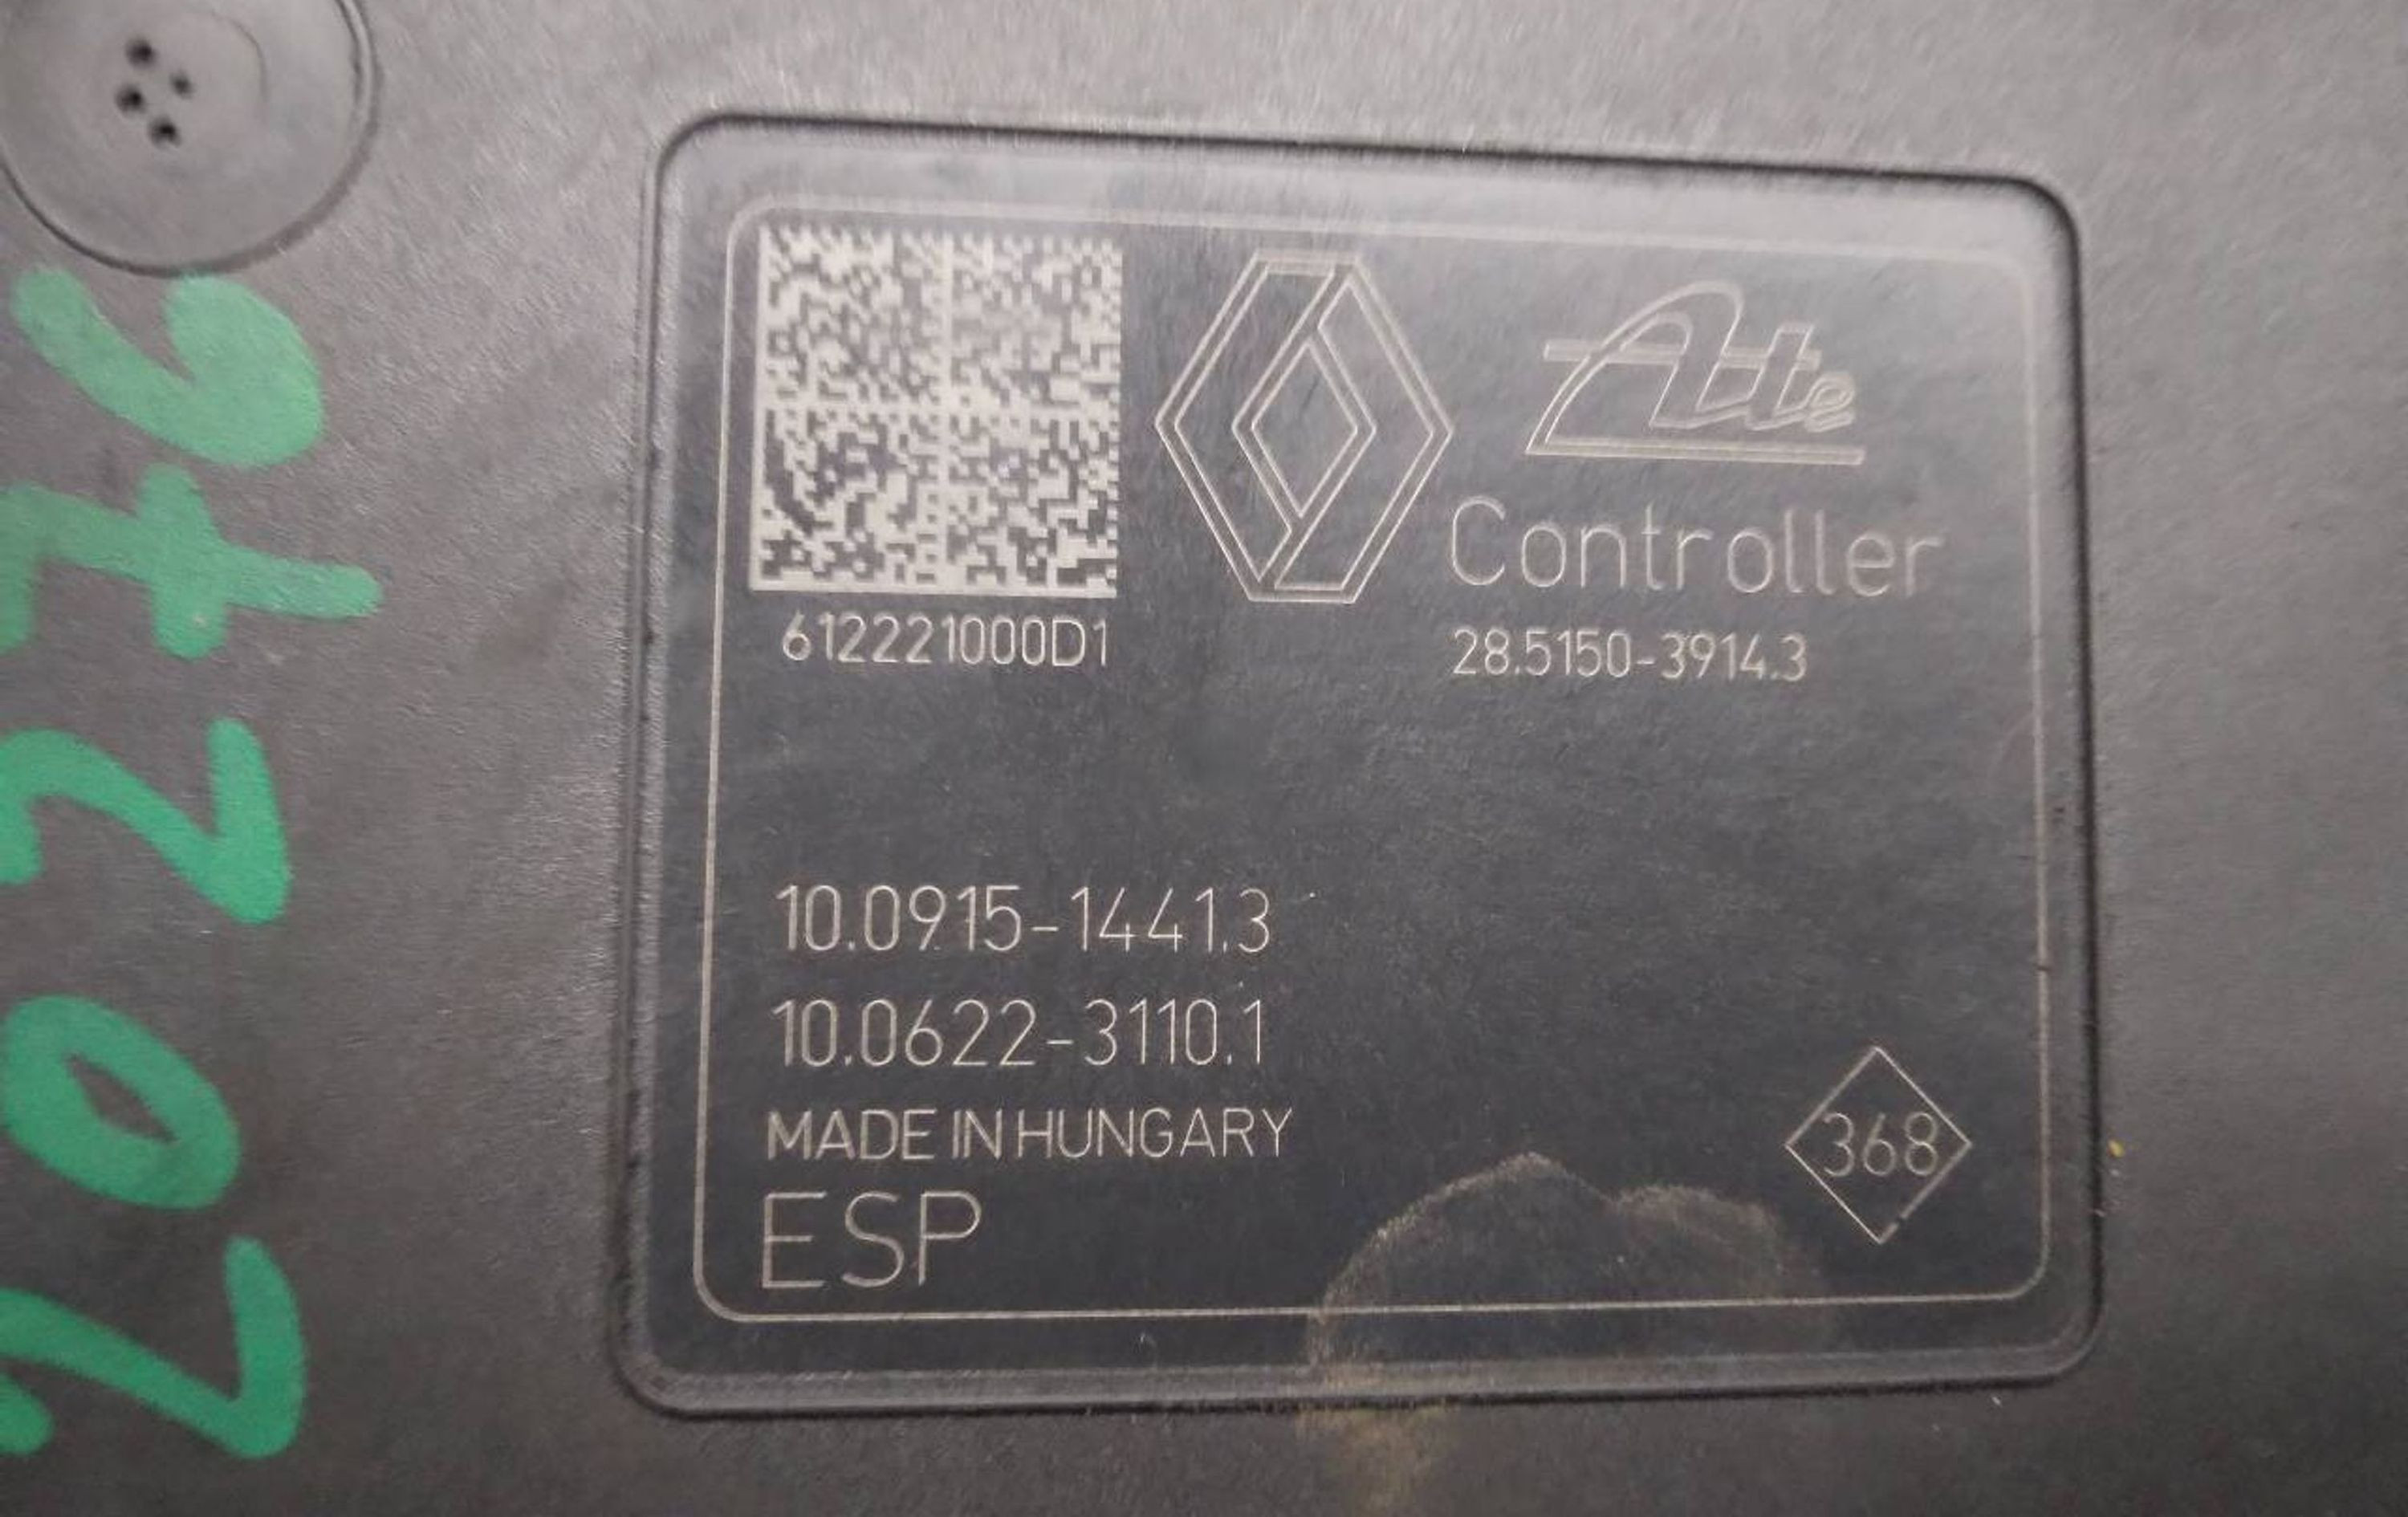 Ate
Controller
612221000D1
28.5150-3914.3
10.0915-1441.3
10.0622-3110.1
MADE IN HUNGARY
368
ESP